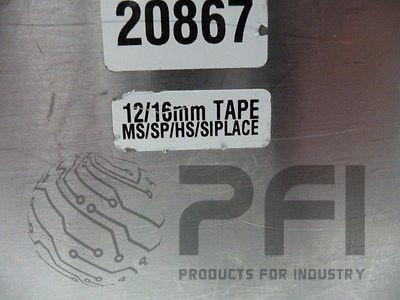 20867
12/16mm TAPE
MS/SP/HS/SIPLACE
PFI
PRODUCTS FOR INDUSTRY